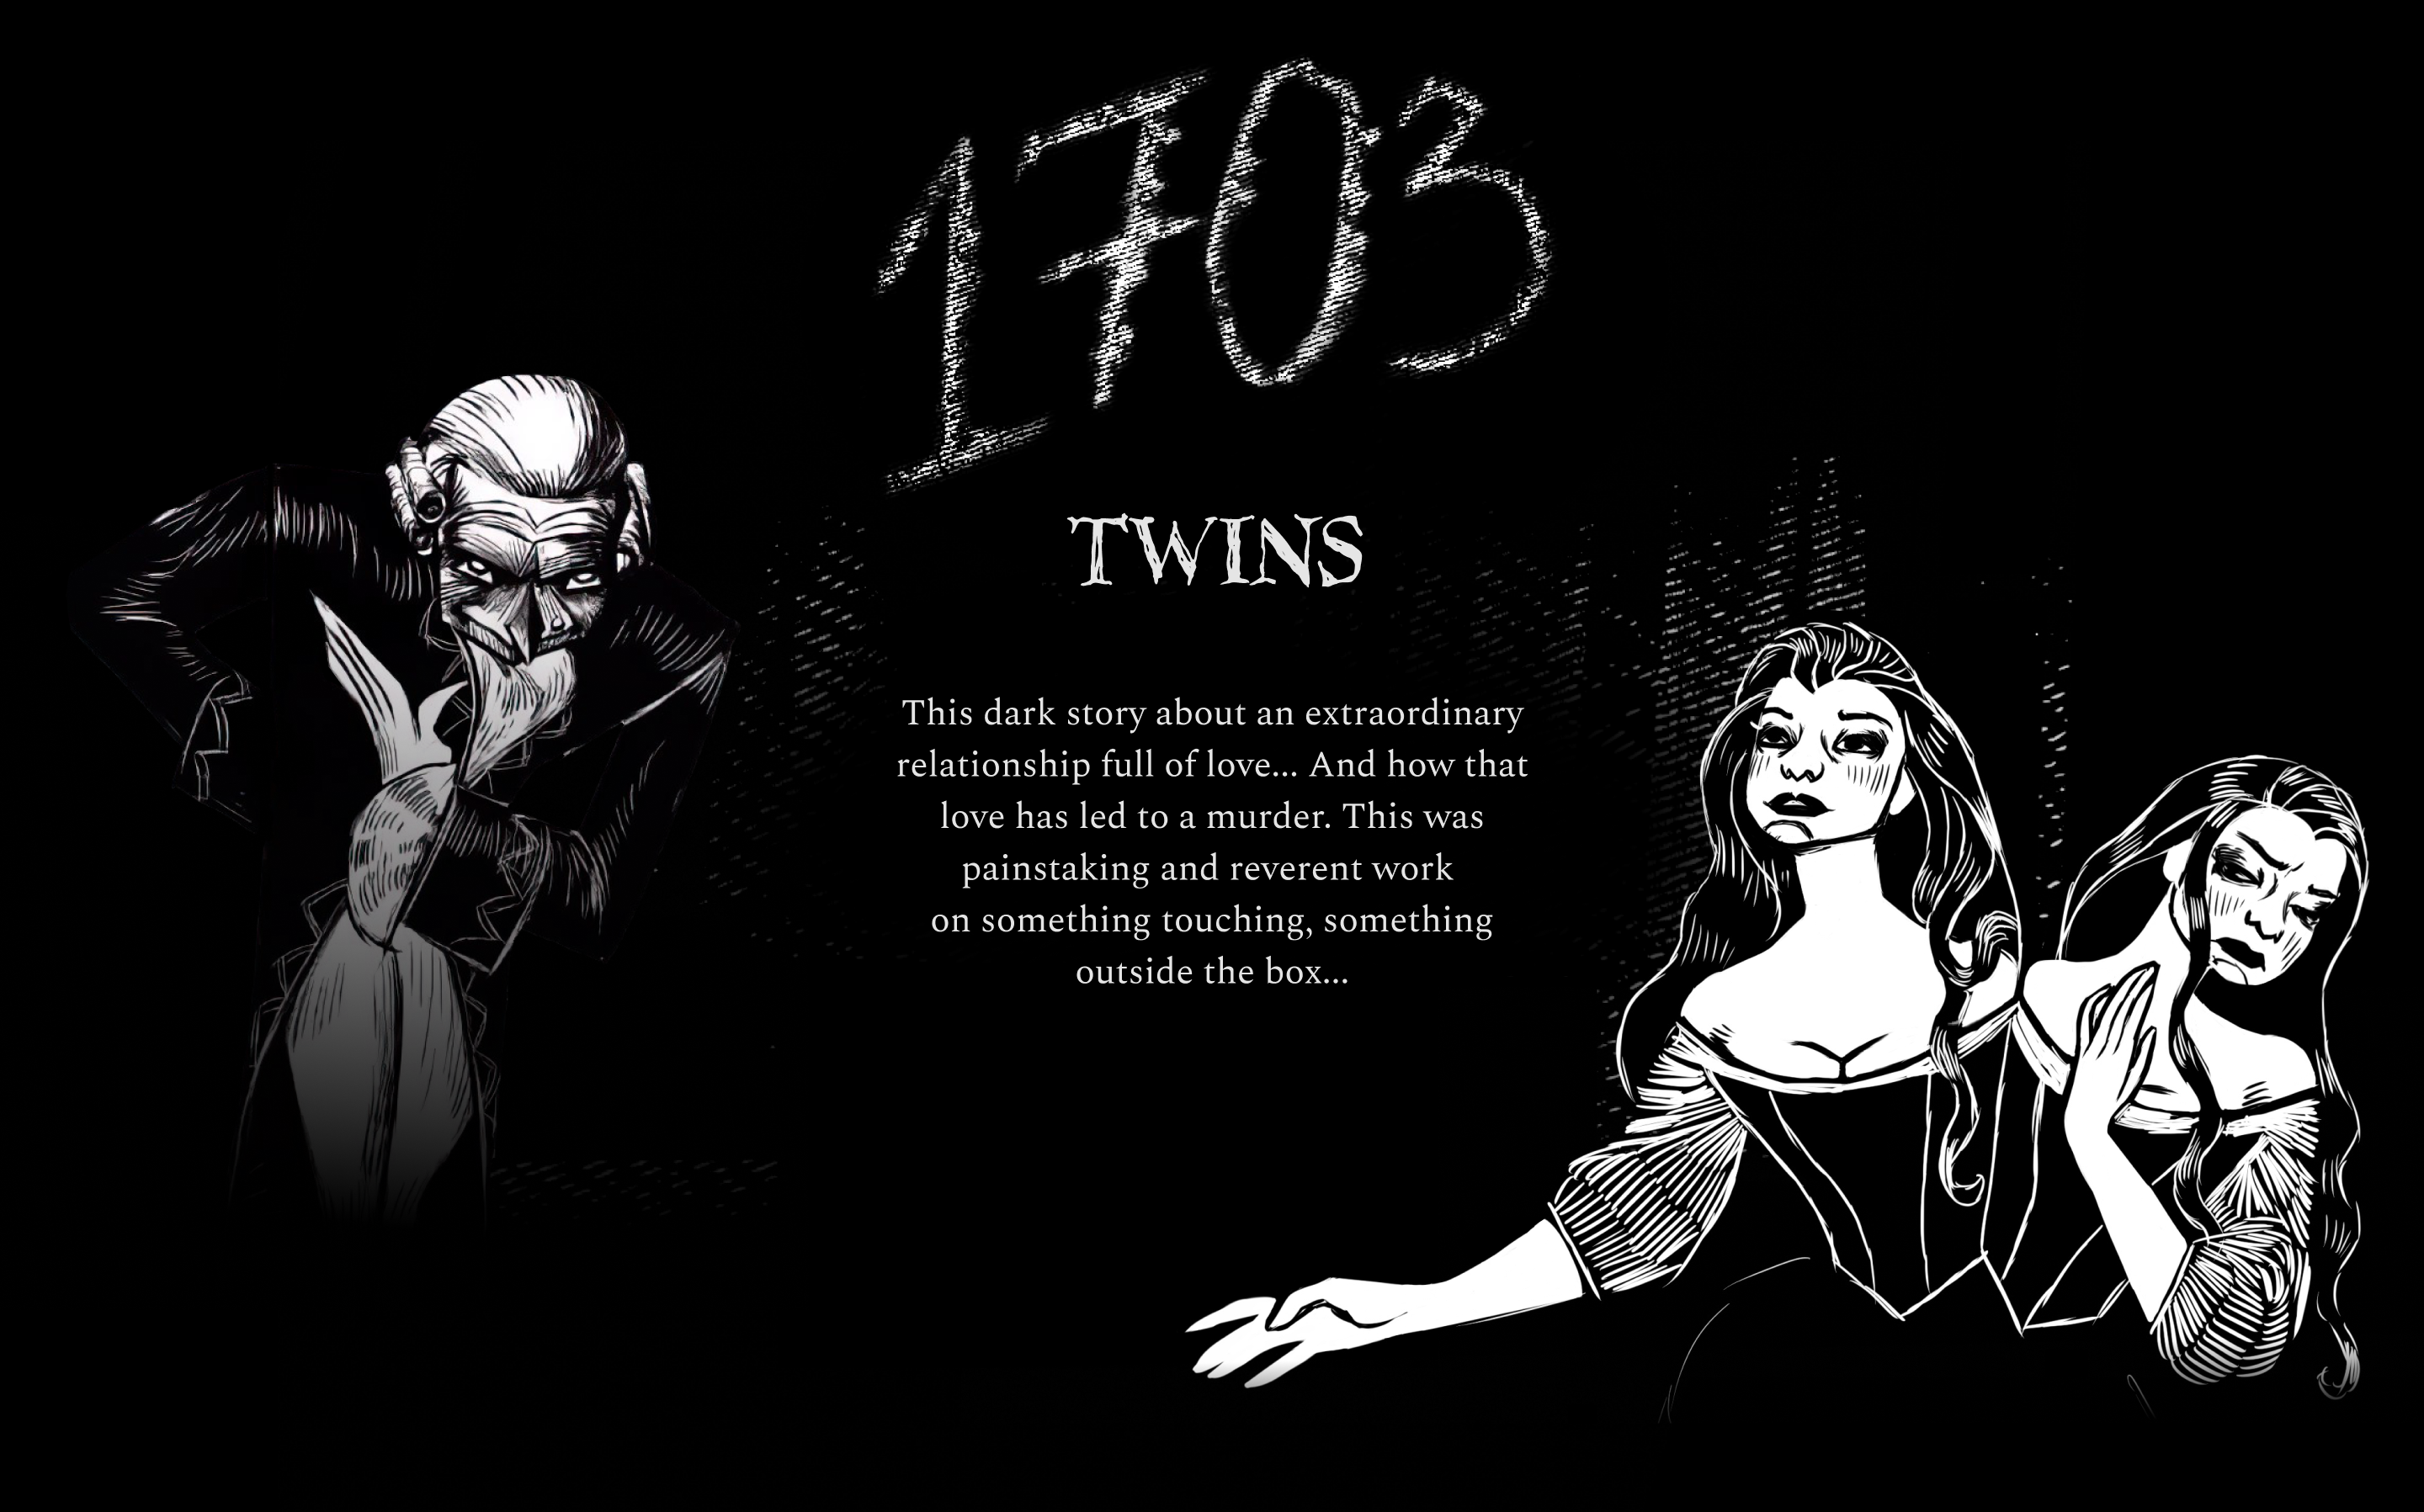 1703
TWINS
This dark story about an extraordinary
relationship full of love... And how that
love has led to a murder. This was
painstaking and reverent work
on something touching, something
outside the box...